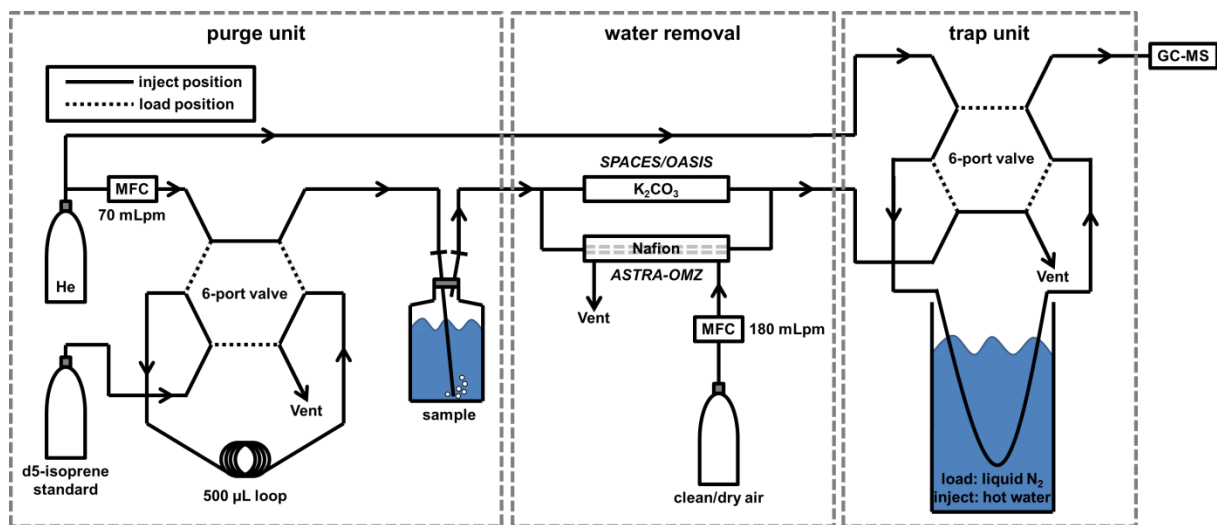 purge unit
inject position
load position
MFC
70 mLpm
He
6-port valve
Vent
d5-isoprene
standard
500 µL loop
sample
water removal
SPACES/OASIS
K₂CO₃
Nafion
ASTRA-OMZ
Vent
MFC
180 mLpm
clean/dry air
trap unit
GC-MS
6-port valve
Vent
load: liquid N₂
inject: hot water